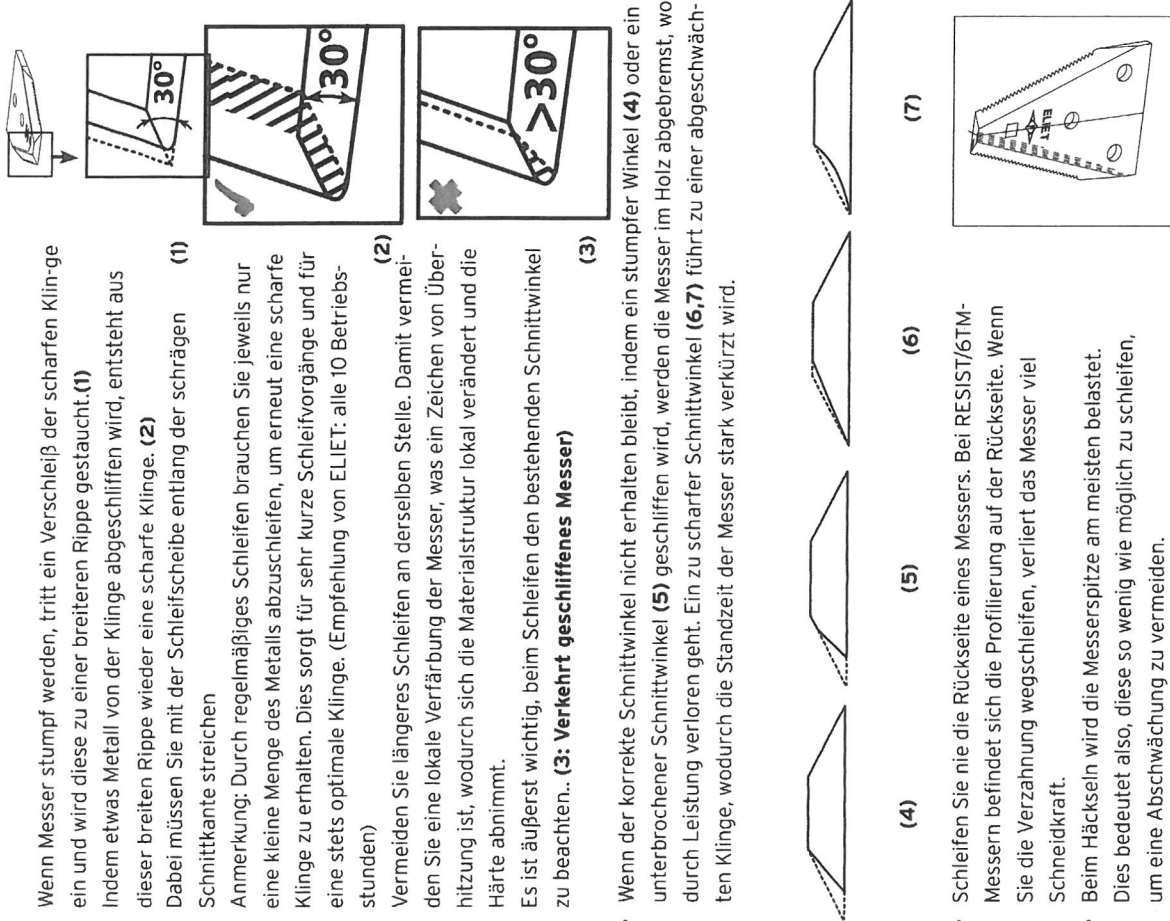 Wenn Messer stumpf werden, tritt ein Verschleiß der scharfen Klin-ge
ein und wird diese zu einer breiteren Rippe gestaucht.(1)
Indem etwas Metall von der Klinge abgeschliffen wird, entsteht aus
dieser breiten Rippe wieder eine scharfe Klinge. (2)
Dabei müssen Sie mit der Schleifscheibe entlang der schrägen
Schnittkante streichen
Anmerkung: Durch regelmäßiges Schleifen brauchen Sie jeweils nur
eine kleine Menge des Metalls abzuschleifen, um erneut eine scharfe
Klinge zu erhalten. Dies sorgt für sehr kurze Schleifvorgänge und für
eine stets optimale Klinge. (Empfehlung von ELIET: alle 10 Betriebs-
stunden)
Vermeiden Sie längeres Schleifen an derselben Stelle. Damit vermei-
den Sie eine lokale Verfärbung der Messer, was ein Zeichen von Über-
hitzung ist, wodurch sich die Materialstruktur lokal verändert und die
Härte abnimmt.
Es ist äußerst wichtig, beim Schleifen den bestehenden Schnittwinkel
zu beachten.. (3: Verkehrt geschliffenes Messer)
30°
(1)
30°
(2)
>30°
(3)
Wenn der korrekte Schnittwinkel nicht erhalten bleibt, indem ein stumpfer Winkel (4) oder ein
unterbrochener Schnittwinkel (5) geschliffen wird, werden die Messer im Holz abgebremst, wo
durch Leistung verloren geht. Ein zu scharfer Schnittwinkel (6,7) führt zu einer abgeschwäch-
ten Klinge, wodurch die Standzeit der Messer stark verkürzt wird.
(4)
(5)
(6)
(7)
Schleifen Sie nie die Rückseite eines Messers. Bei RESIST/6TM-
Messern befindet sich die Profilierung auf der Rückseite. Wenn
Sie die Verzahnung wegschleifen, verliert das Messer viel
Schneidkraft.
Beim Häckseln wird die Messerspitze am meisten belastet.
Dies bedeutet also, diese so wenig wie möglich zu schleifen,
um eine Abschwächung zu vermeiden.
ELIET